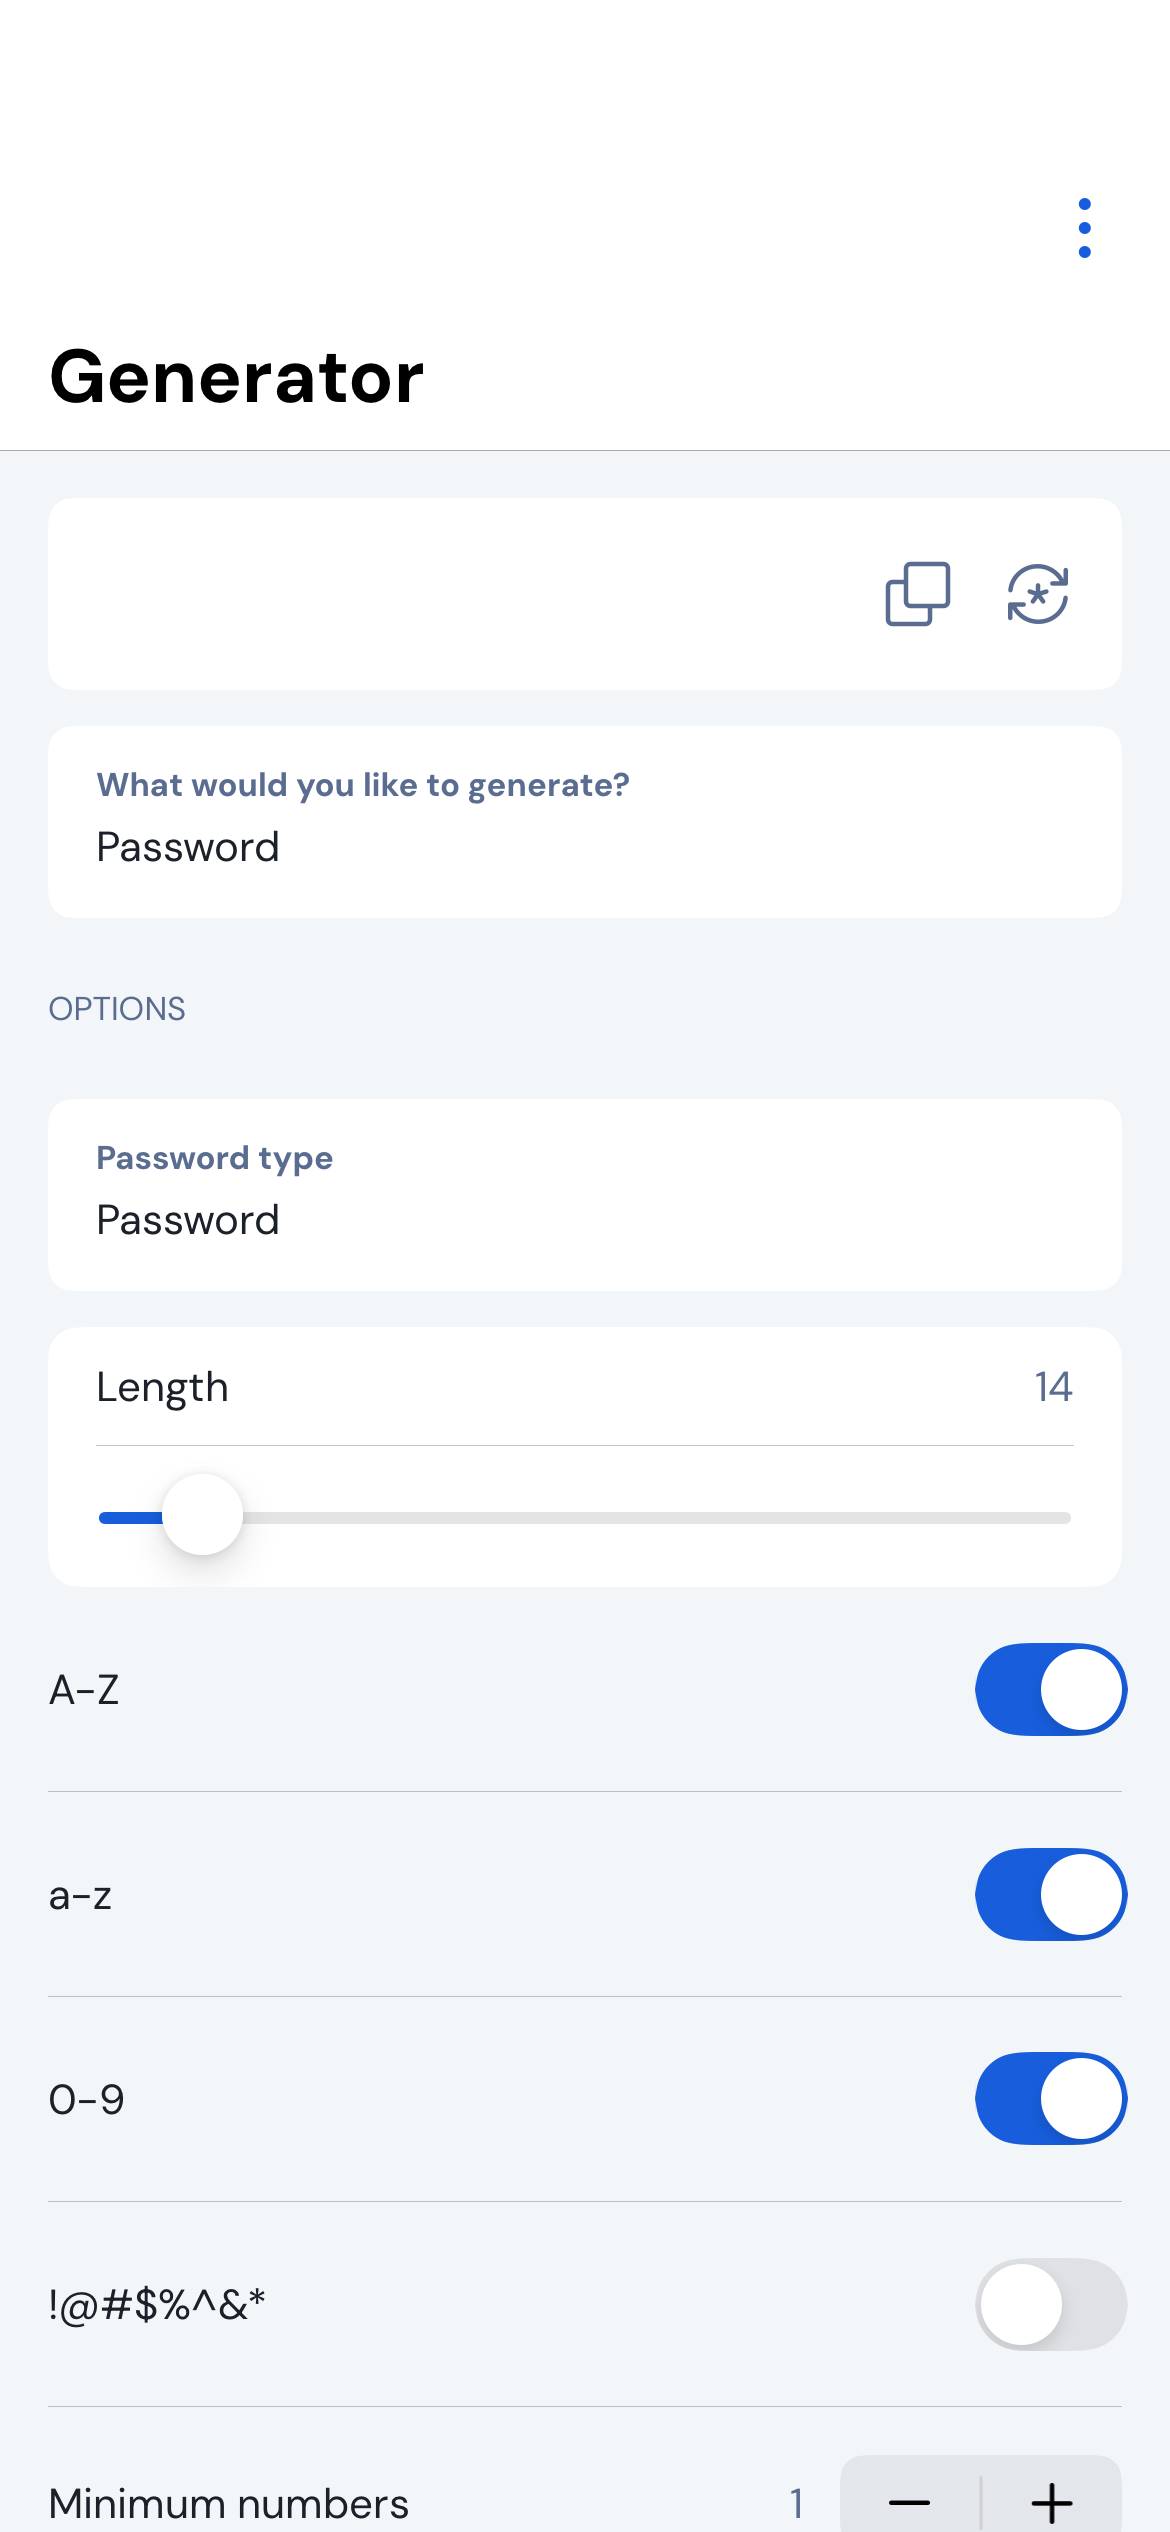 Generator
What would you like to generate?
Password
OPTIONS
Password type
Password
Length 14
A-Z
a-z
0-9
!@#$%^&*
Minimum numbers 1